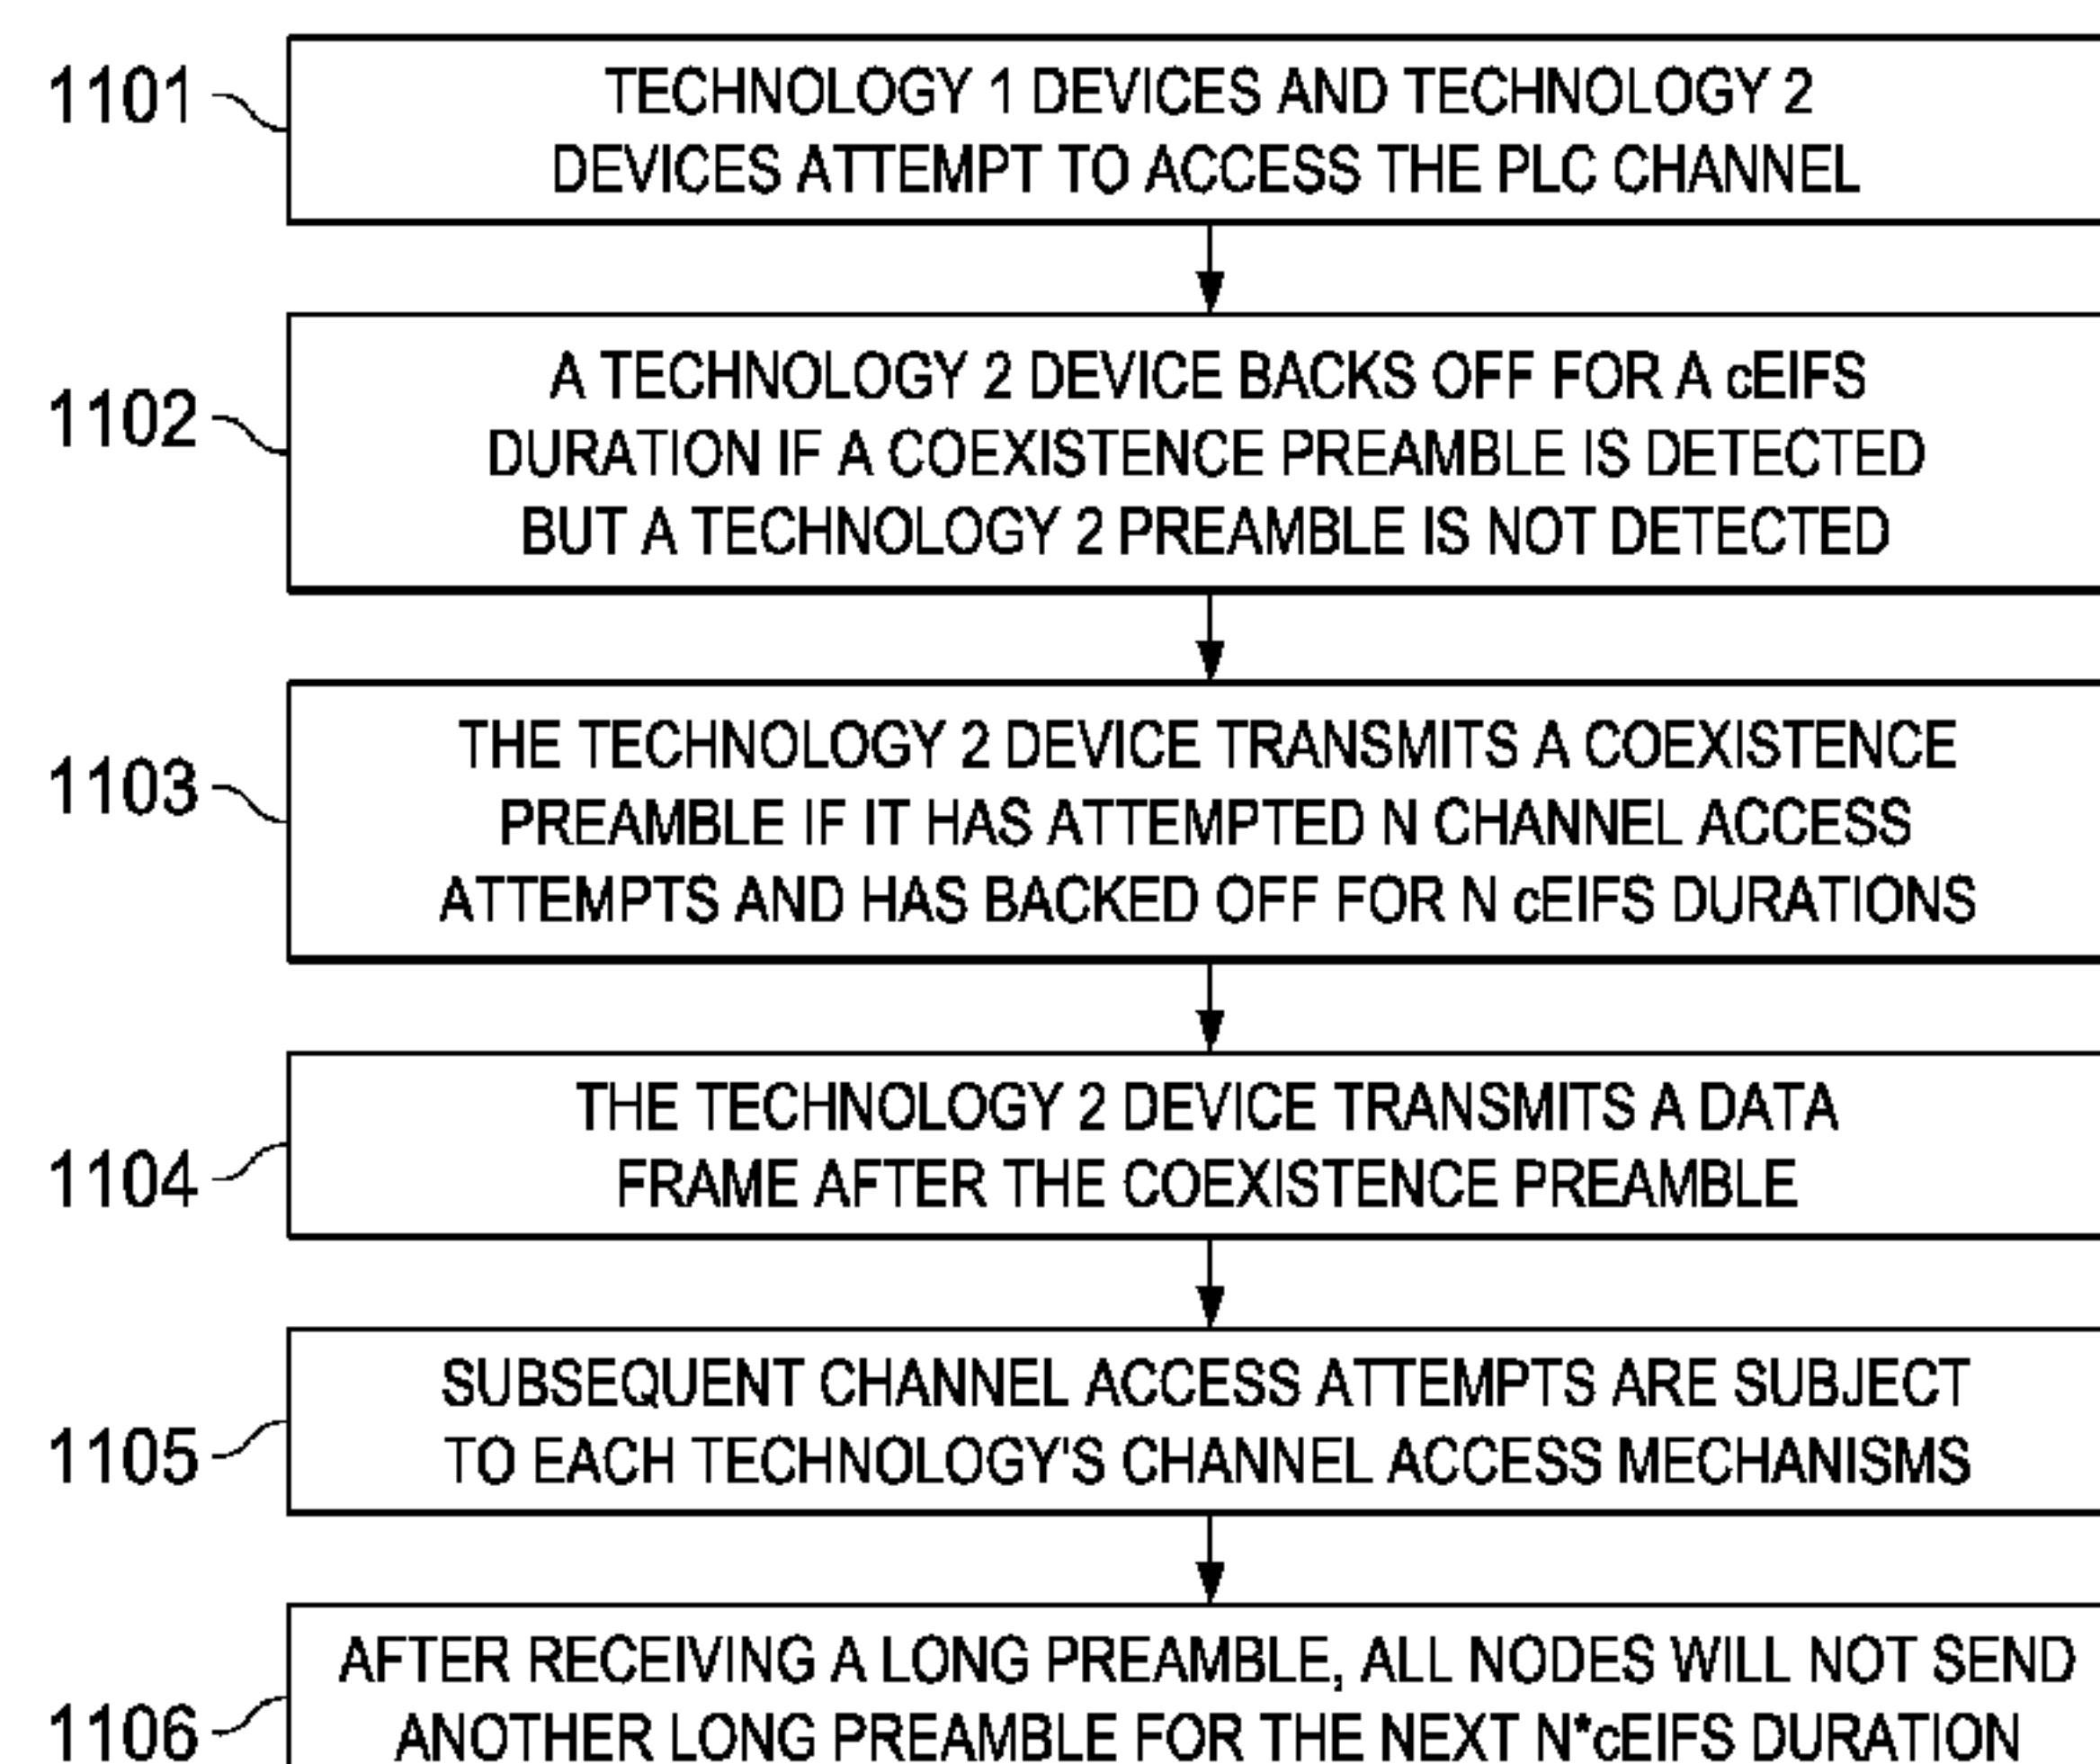 1101
TECHNOLOGY 1 DEVICES AND TECHNOLOGY 2
DEVICES ATTEMPT TO ACCESS THE PLC CHANNEL
1102
A TECHNOLOGY 2 DEVICE BACKS OFF FOR A cEIFS
DURATION IF A COEXISTENCE PREAMBLE IS DETECTED
BUT A TECHNOLOGY 2 PREAMBLE IS NOT DETECTED
1103
THE TECHNOLOGY 2 DEVICE TRANSMITS A COEXISTENCE
PREAMBLE IF IT HAS ATTEMPTED N CHANNEL ACCESS
ATTEMPTS AND HAS BACKED OFF FOR N cEIFS DURATIONS
1104
THE TECHNOLOGY 2 DEVICE TRANSMITS A DATA
FRAME AFTER THE COEXISTENCE PREAMBLE
1105
SUBSEQUENT CHANNEL ACCESS ATTEMPTS ARE SUBJECT
TO EACH TECHNOLOGY'S CHANNEL ACCESS MECHANISMS
1106
AFTER RECEIVING A LONG PREAMBLE, ALL NODES WILL NOT SEND
ANOTHER LONG PREAMBLE FOR THE NEXT N*cEIFS DURATION